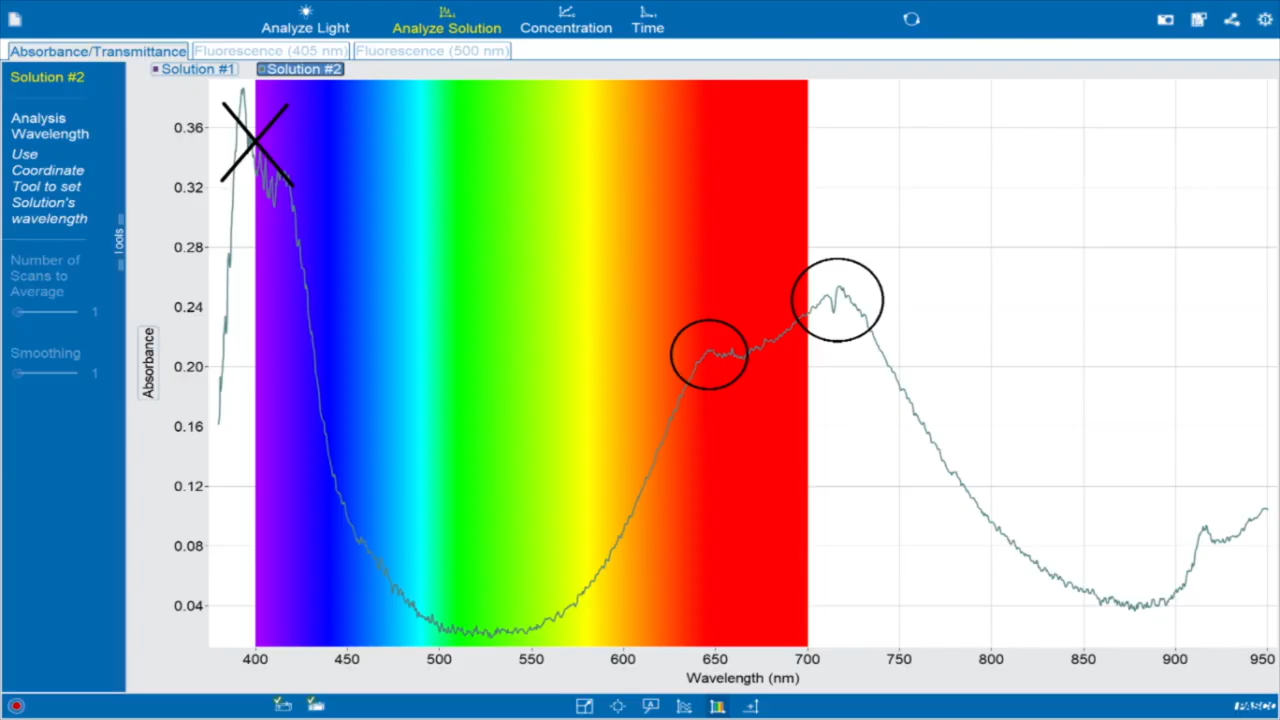 Analyze Light
Analyze Solution
Concentration
Time
Absorbance/Transmittance
Fluorescence (405 nm)
Fluorescence (500 nm)
Solution #2
Analysis
Wavelength
Use
Coordinate
Tool to set
Solution's
wavelength
Number of
Scans to
Average
1
Smoothing
1
Tools
Solution #1
Solution #2
0.36
0.32
0.28
0.24
0.20
0.16
0.12
0.08
0.04
Absorbance
400
450
500
550
600
650
700
750
800
850
900
950
Wavelength (nm)
A
PASCO